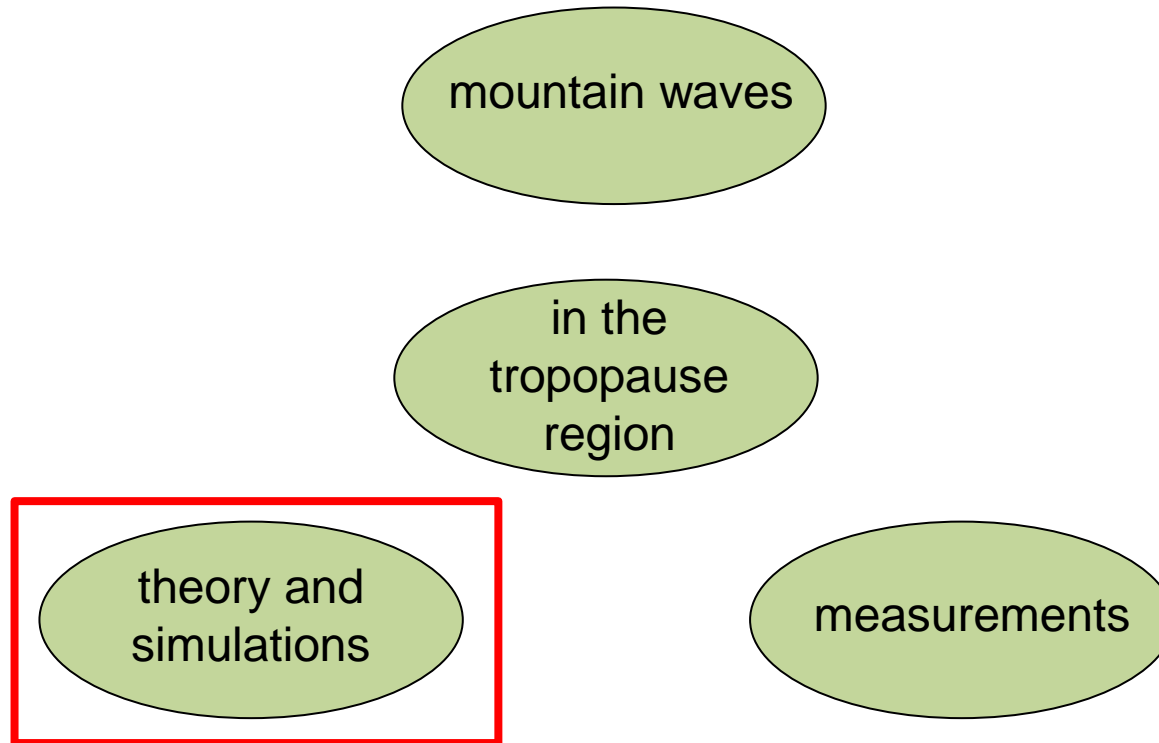 mountain waves
in the
tropopause
region
theory and
simulations
measurements